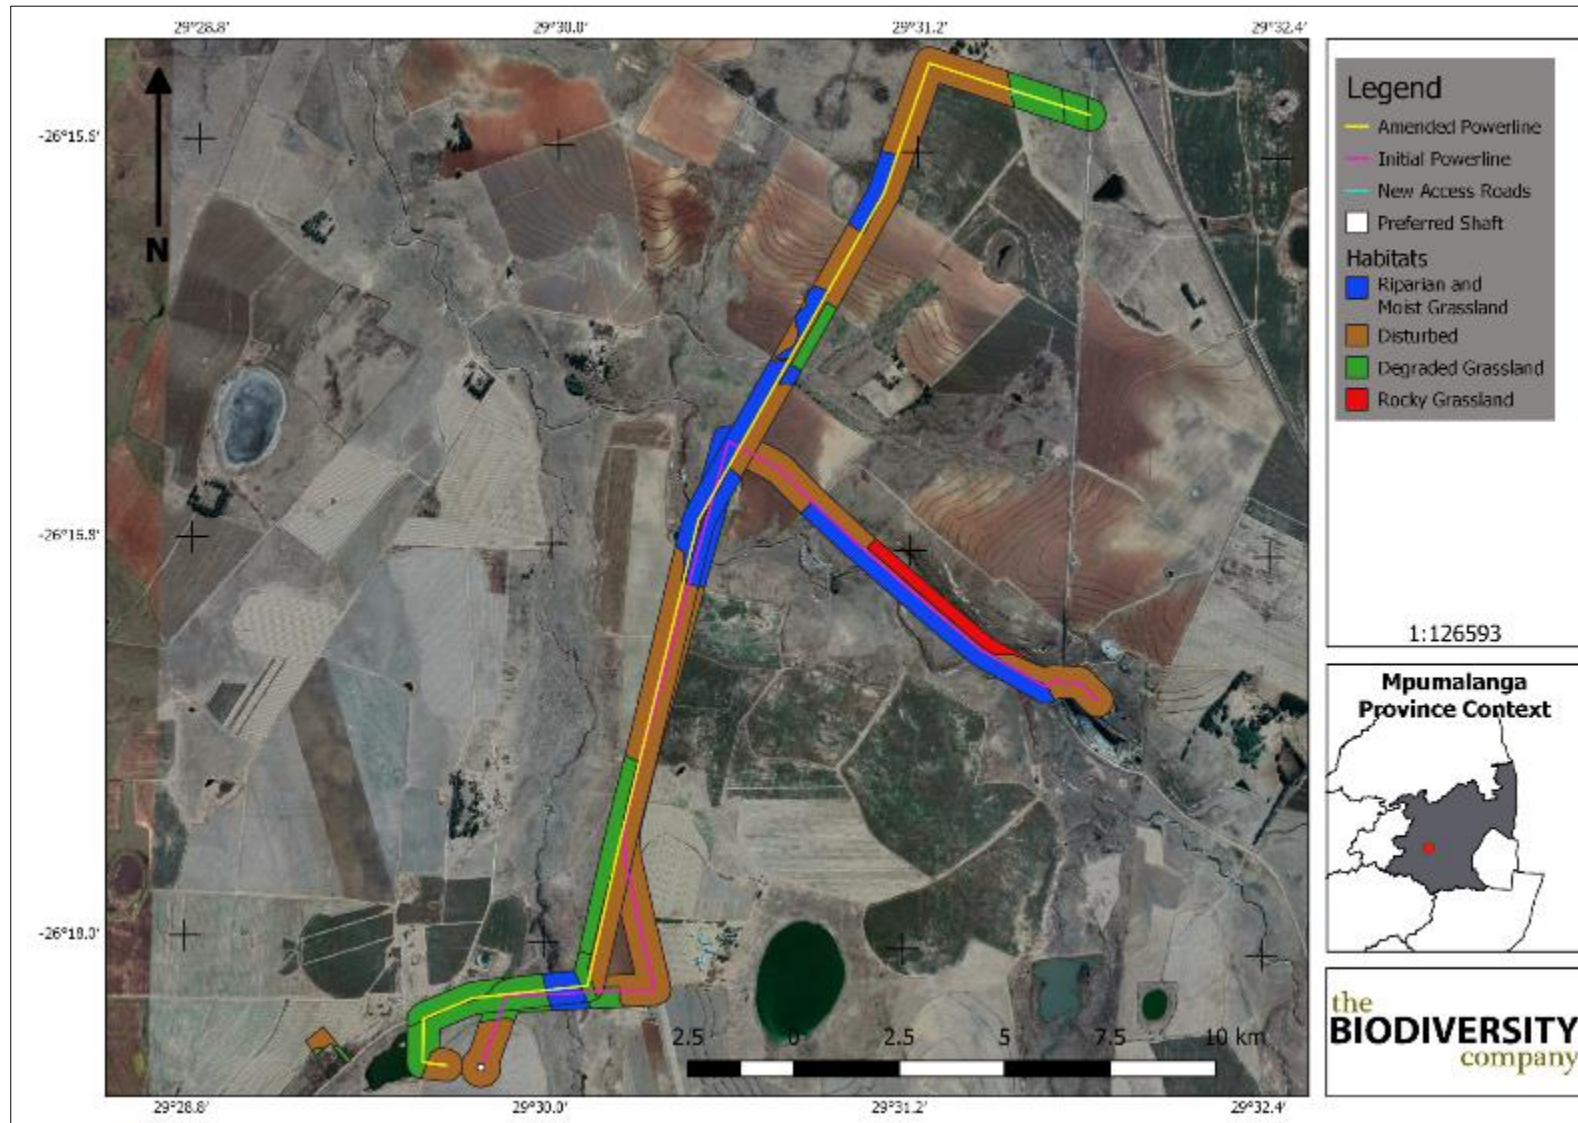 29°28.8' 29°30.0' 29°31.2' 29°32.4'
-26°15.6'
N
-26°15.8'
-26°18.0'
2.5 0 2.5 5 7.5 10 km
29°28.8' 29°30.0' 29°31.2' 29°32.4'
Legend
Amended Powerline
Initial Powerline
New Access Roads
Preferred Shaft
Habitats
Riparian and
Moist Grassland
Disturbed
Degraded Grassland
Rocky Grassland
1:126593
Mpumalanga
Province Context
the
BIODIVERSITY
company